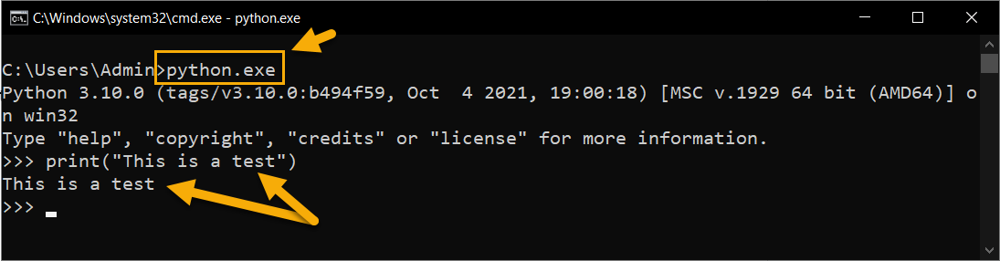 C:\Windows\system32\cmd.exe - python.exe
C:\Users\Admin>python.exe
Python 3.10.0 (tags/v3.10.0:b494f59, Oct  4 2021, 19:00:18) [MSC v.1929 64 bit (AMD64)] o
n win32
Type "help", "copyright", "credits" or "license" for more information.
>>> print("This is a test")
This is a test
>>>